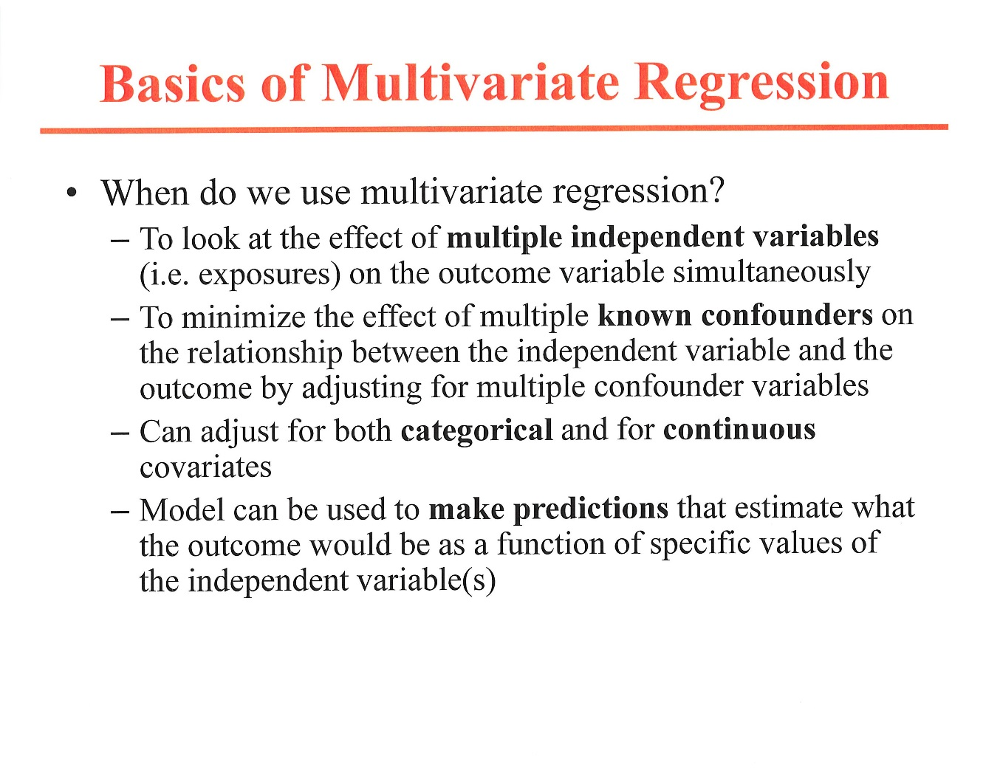 Basics of Multivariate Regression
• When do we use multivariate regression?
– To look at the effect of multiple independent variables
(i.e. exposures) on the outcome variable simultaneously
– To minimize the effect of multiple known confounders on
the relationship between the independent variable and the
outcome by adjusting for multiple confounder variables
– Can adjust for both categorical and for continuous
covariates
– Model can be used to make predictions that estimate what
the outcome would be as a function of specific values of
the independent variable(s)